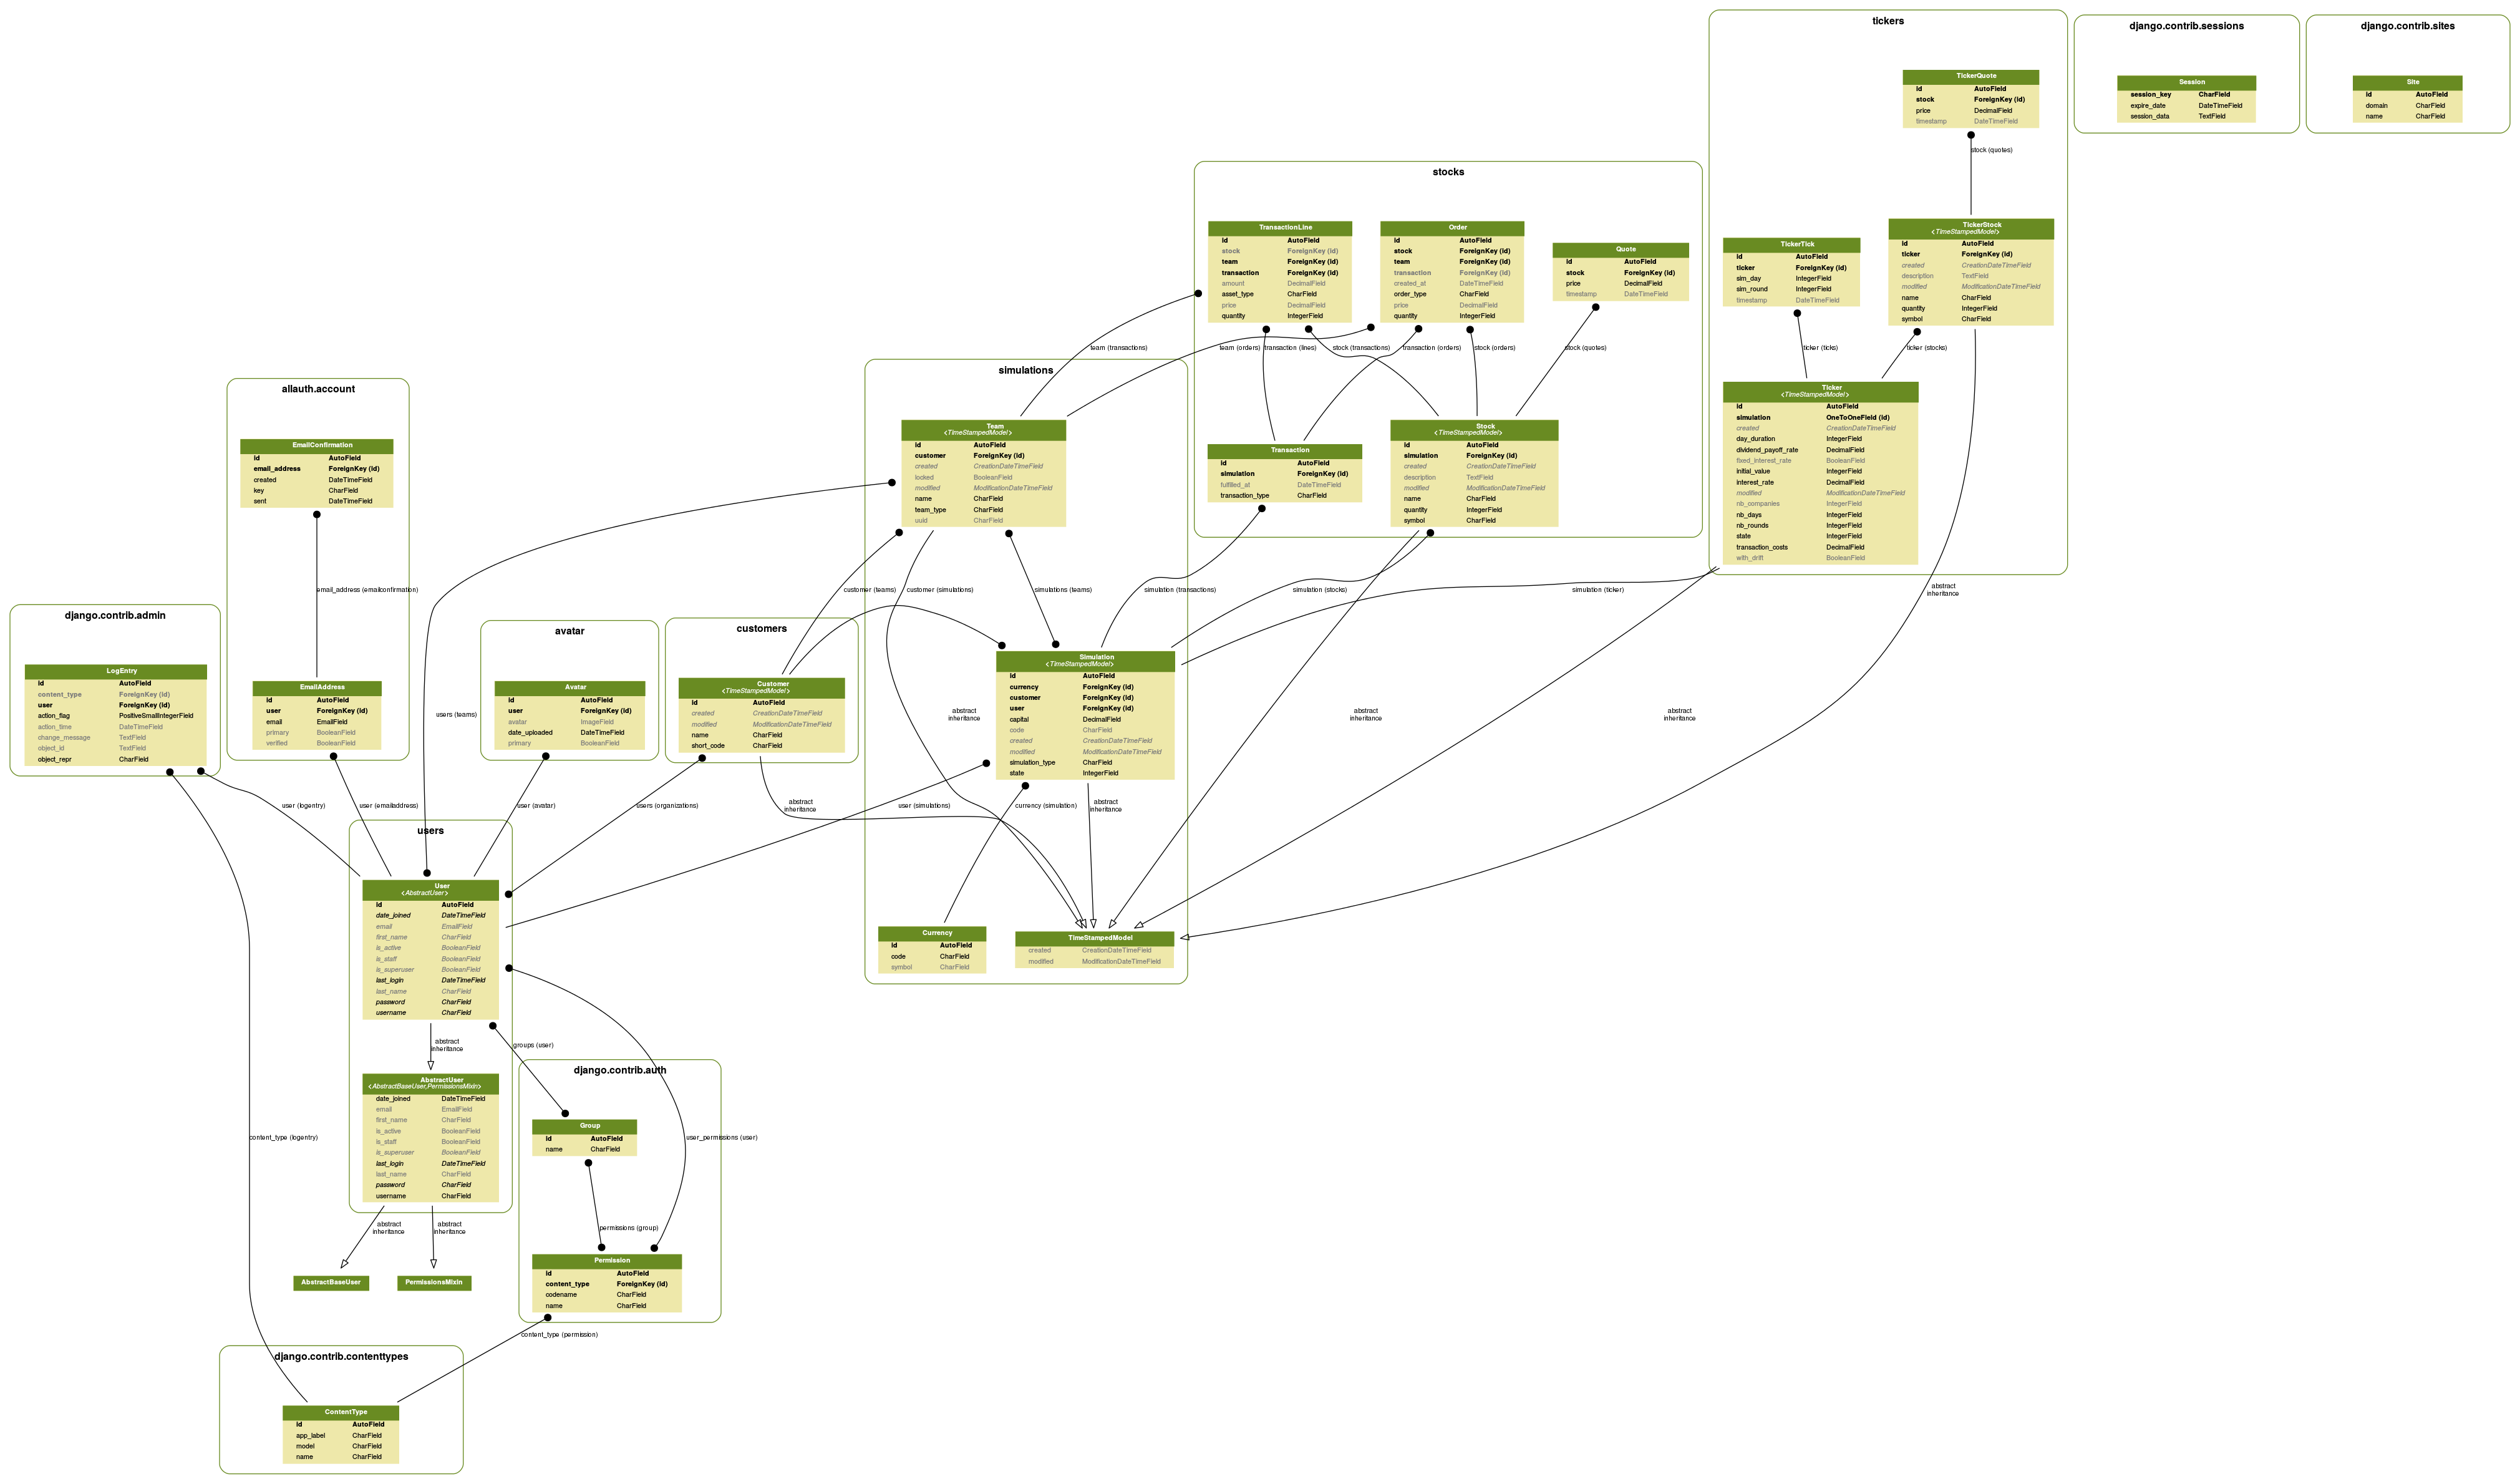 tickers
TickerQuote
id AutoField
stock ForeignKey (id)
price DecimalField
timestamp DateTimeField
stock (quotes)
TickerTick
id AutoField
ticker ForeignKey (id)
sim_day IntegerField
sim_round IntegerField
timestamp DateTimeField
TickerStock
<TimeStampedModel>
id AutoField
ticker ForeignKey (id)
created CreationDateTimeField
description TextField
modified ModificationDateTimeField
name CharField
quantity IntegerField
symbol CharField
ticker (ticks)
ticker (stocks)
Ticker
<TimeStampedModel>
id AutoField
simulation OneToOneField (id)
created CreationDateTimeField
day_duration IntegerField
dividend_payoff_rate DecimalField
fixed_interest_rate BooleanField
initial_value IntegerField
interest_rate DecimalField
modified ModificationDateTimeField
nb_companies IntegerField
nb_days IntegerField
nb_rounds IntegerField
state IntegerField
transaction_costs DecimalField
with_drift BooleanField
django.contrib.sessions
Session
session_key CharField
expire_date DateTimeField
session_data TextField
django.contrib.sites
Site
id AutoField
domain CharField
name CharField
stocks
TransactionLine
id AutoField
stock ForeignKey (id)
team ForeignKey (id)
transaction ForeignKey (id)
amount DecimalField
asset_type CharField
price DecimalField
quantity IntegerField
Order
id AutoField
stock ForeignKey (id)
team ForeignKey (id)
transaction ForeignKey (id)
created_at DateTimeField
order_type CharField
price DecimalField
quantity IntegerField
Quote
id AutoField
stock ForeignKey (id)
price DecimalField
timestamp DateTimeField
team (transactions)
team (orders)
transaction (lines)
stock (transactions)
transaction (orders)
stock (orders)
stock (quotes)
Transaction
id AutoField
simulation ForeignKey (id)
fulfilled_at DateTimeField
transaction_type CharField
Stock
<TimeStampedModel>
id AutoField
simulation ForeignKey (id)
created CreationDateTimeField
description TextField
modified ModificationDateTimeField
name CharField
quantity IntegerField
symbol CharField
simulations
Team
<TimeStampedModel>
id AutoField
customer ForeignKey (id)
created CreationDateTimeField
locked BooleanField
modified ModificationDateTimeField
name CharField
team_type CharField
uuid CharField
customer (teams)
customer (simulations)
simulations (teams)
simulation (transactions)
simulation (stocks)
simulation (ticker)
abstract
inheritance
Simulation
<TimeStampedModel>
id AutoField
currency ForeignKey (id)
customer ForeignKey (id)
user ForeignKey (id)
capital DecimalField
code CharField
created CreationDateTimeField
modified ModificationDateTimeField
simulation_type CharField
state IntegerField
abstract
inheritance
abstract
inheritance
abstract
inheritance
user (simulations)
currency (simulation)
abstract
inheritance
Currency
id AutoField
code CharField
symbol CharField
TimeStampedModel
created CreationDateTimeField
modified ModificationDateTimeField
allauth.account
EmailConfirmation
id AutoField
email_address ForeignKey (id)
created DateTimeField
key CharField
sent DateTimeField
email_address (emailconfirmation)
EmailAddress
id AutoField
user ForeignKey (id)
email EmailField
primary BooleanField
verified BooleanField
django.contrib.admin
LogEntry
id AutoField
content_type ForeignKey (id)
user ForeignKey (id)
action_flag PositiveSmallIntegerField
action_time DateTimeField
change_message TextField
object_id TextField
object_repr CharField
avatar
Avatar
id AutoField
user ForeignKey (id)
avatar ImageField
date_uploaded DateTimeField
primary BooleanField
customers
Customer
<TimeStampedModel>
id AutoField
created CreationDateTimeField
modified ModificationDateTimeField
name CharField
short_code CharField
users (teams)
user (logentry)
user (emailaddress)
user (avatar)
users (organizations)
abstract
inheritance
users
User
<AbstractUser>
id AutoField
date_joined DateTimeField
email EmailField
first_name CharField
is_active BooleanField
is_staff BooleanField
is_superuser BooleanField
last_login DateTimeField
last_name CharField
password CharField
username CharField
abstract
inheritance
groups (user)
AbstractUser
<AbstractBaseUser,PermissionsMixin>
date_joined DateTimeField
email EmailField
first_name CharField
is_active BooleanField
is_staff BooleanField
is_superuser BooleanField
last_login DateTimeField
last_name CharField
password CharField
username CharField
abstract
inheritance
abstract
inheritance
AbstractBaseUser
PermissionsMixin
django.contrib.auth
Group
id AutoField
name CharField
content_type (logentry)
user_permissions (user)
permissions (group)
Permission
id AutoField
content_type ForeignKey (id)
codename CharField
name CharField
content_type (permission)
django.contrib.contenttypes
ContentType
id AutoField
app_label CharField
model CharField
name CharField